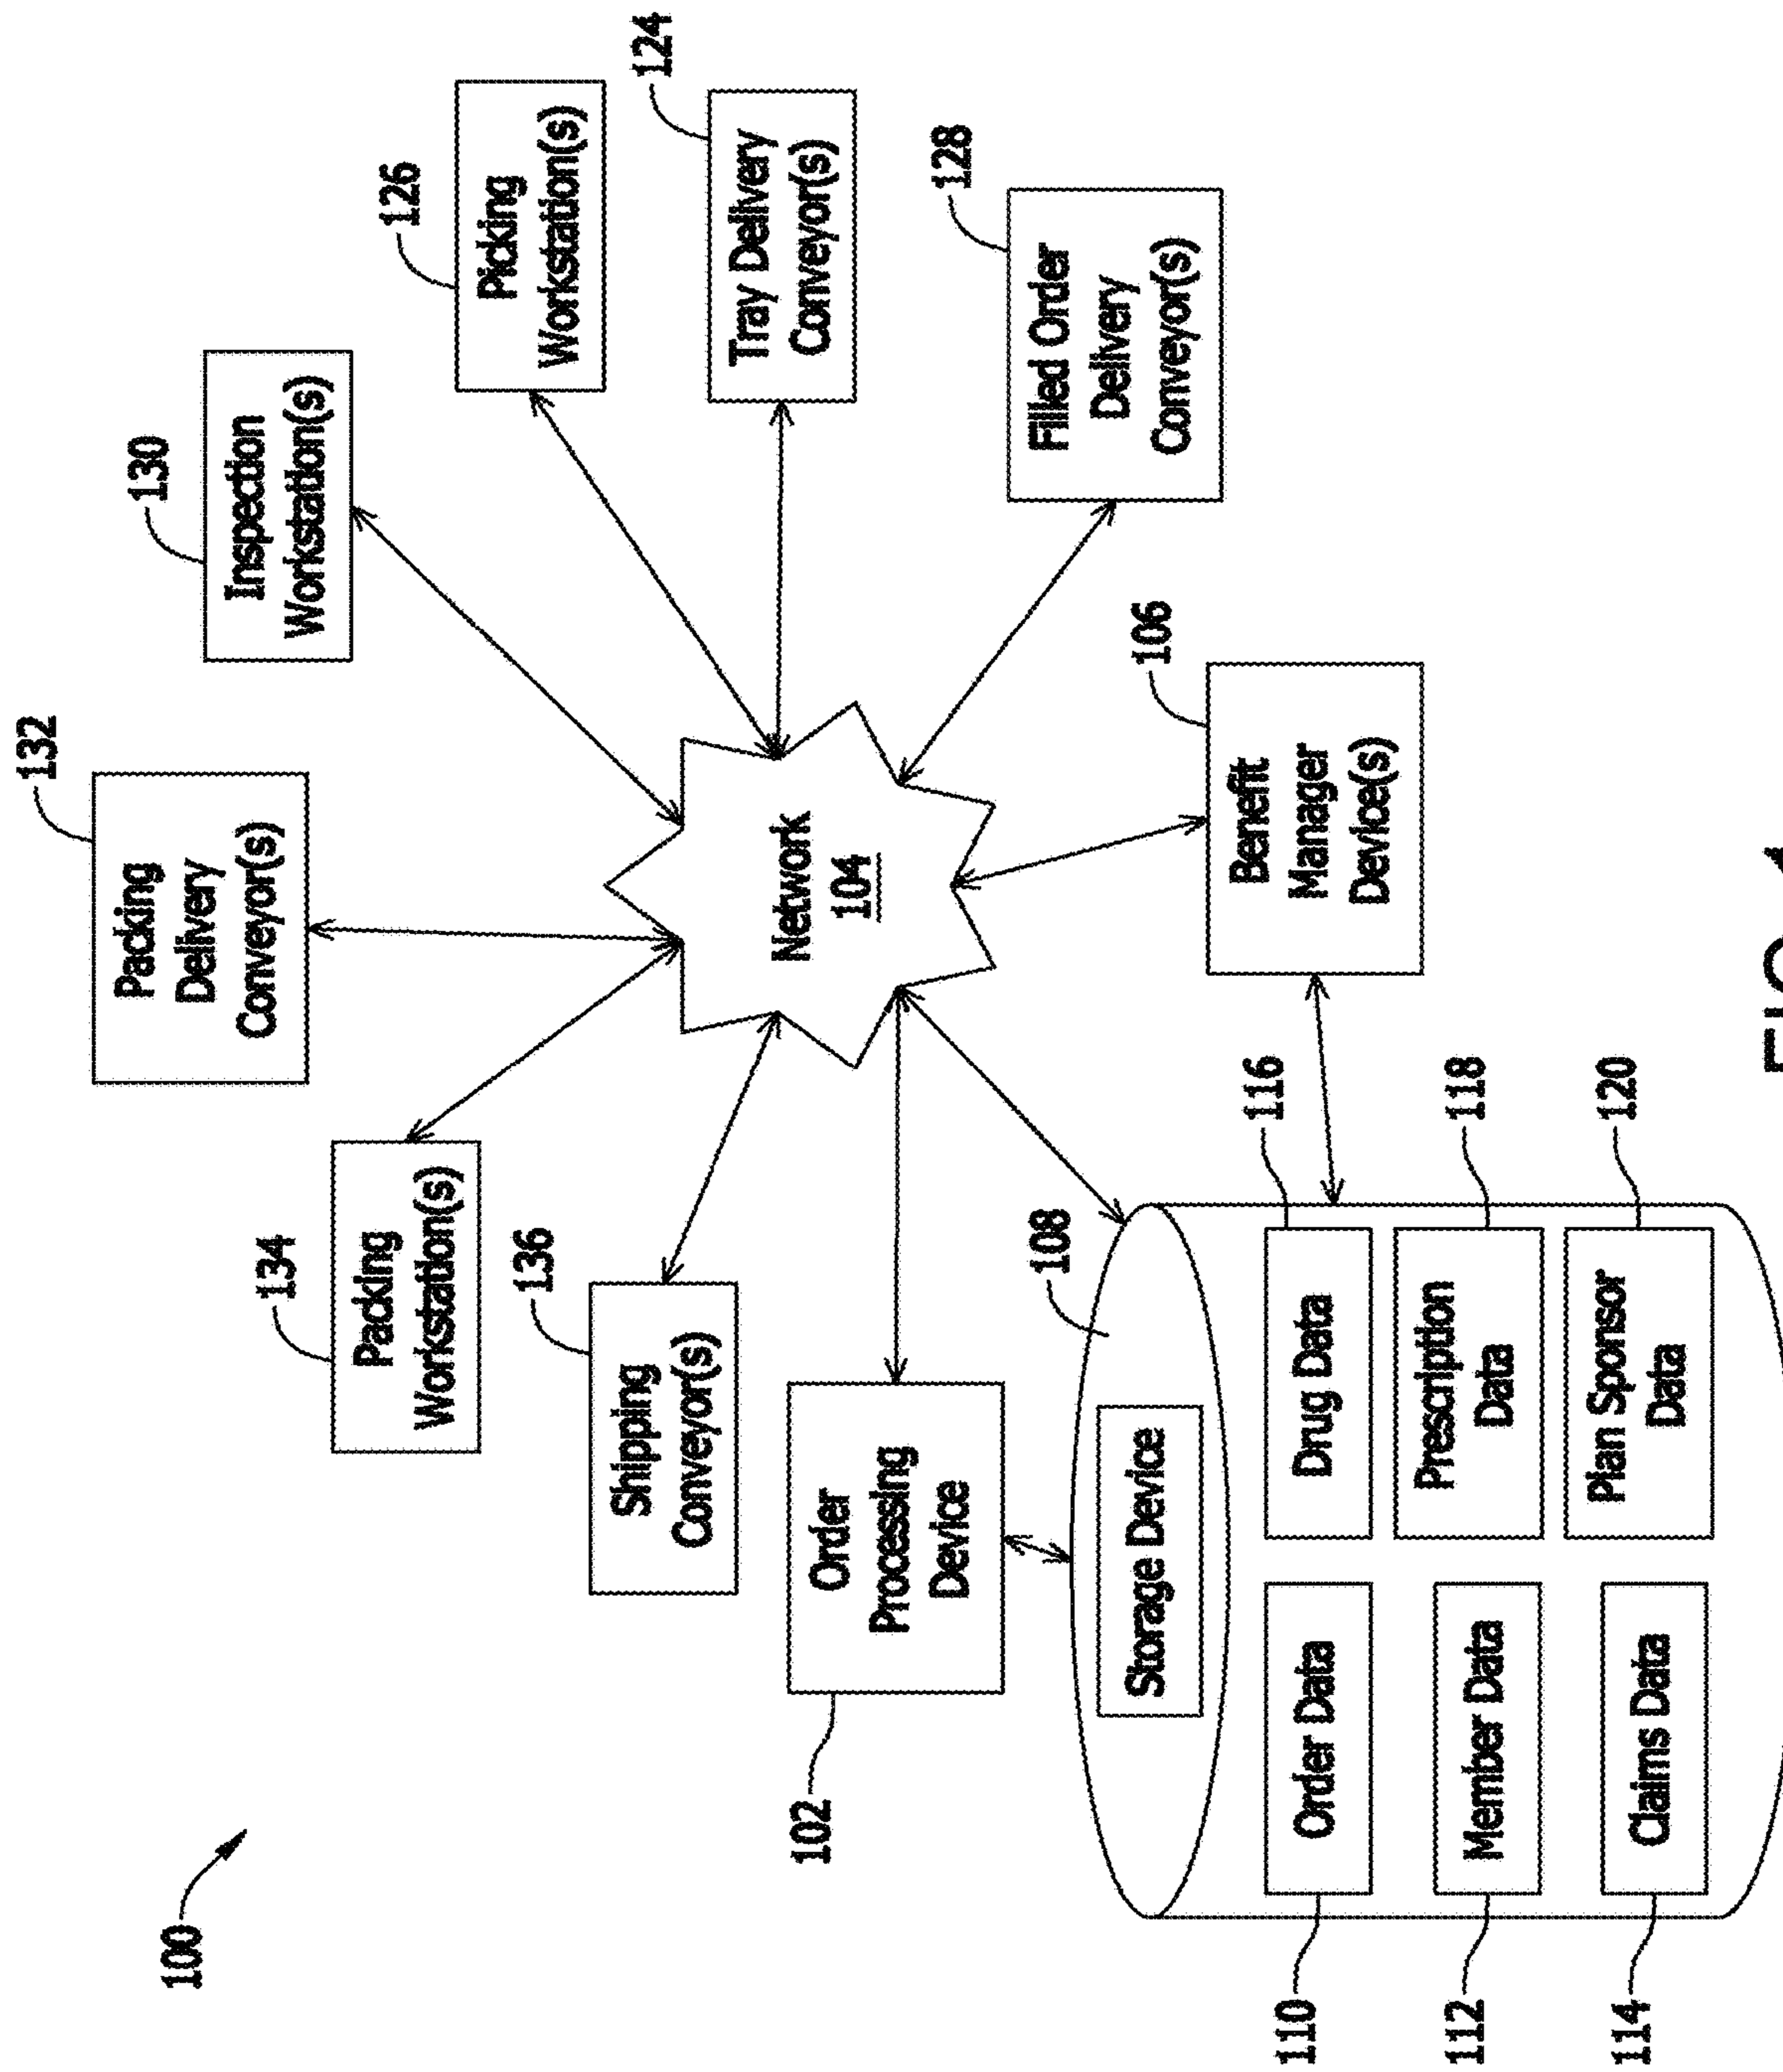 100
132
Packing
Delivery
Conveyor(s)
130
Inspection
Workstation(s)
134
Packing
Workstation(s)
126
Picking
Workstation(s)
136
Shipping
Conveyor(s)
124
Tray Delivery
Conveyor(s)
Network
104
102
Order
Processing
Device
128
Filled Order
Delivery
Conveyor(s)
108
Storage Device
106
Benefit
Manager
Device(s)
110
Order Data
Drug Data
116
112
Member Data
Prescription
Data
118
114
Claims Data
Plan Sponsor
Data
120